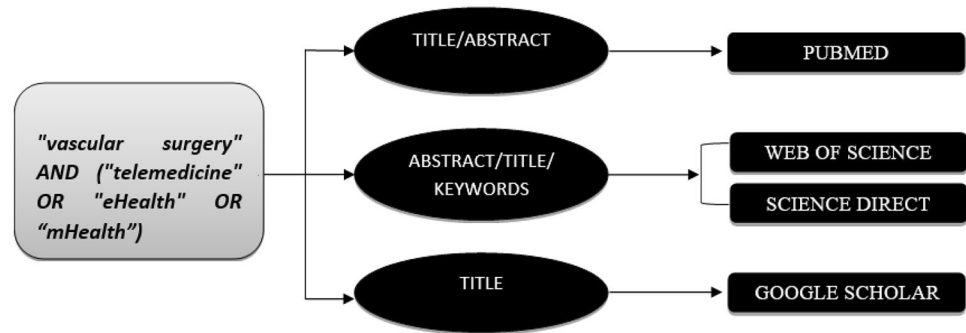 "vascular surgery"
AND ("telemedicine"
OR "eHealth" OR
“mHealth”)
TITLE/ABSTRACT
PUBMED
ABSTRACT/TITLE/
KEYWORDS
WEB OF SCIENCE
SCIENCE DIRECT
TITLE
GOOGLE SCHOLAR